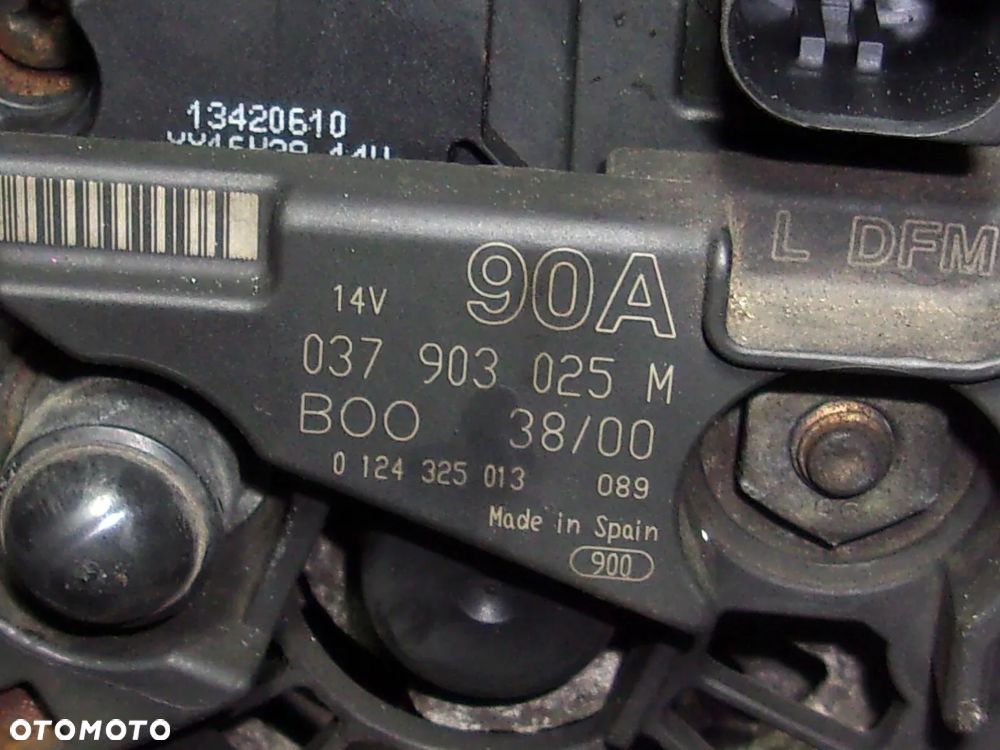 13420610
90A
L DFM
14V
037 903 025 M
BOO 38/00
0 124 325 013 089
Made in Spain
900
OTOMOTO